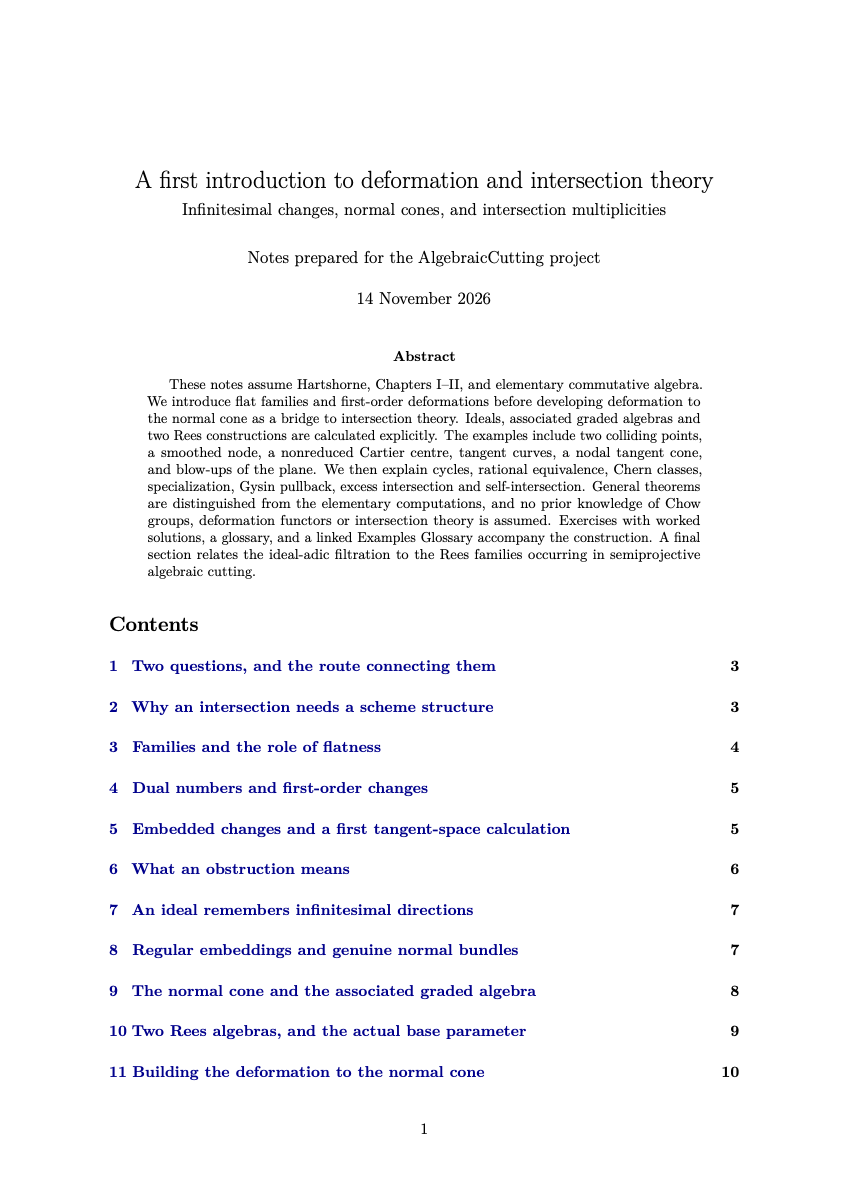 A first introduction to deformation and intersection theory
Infinitesimal changes, normal cones, and intersection multiplicities
Notes prepared for the AlgebraicCutting project
14 November 2026
Abstract
These notes assume Hartshorne, Chapters I–II, and elementary commutative algebra.
We introduce flat families and first-order deformations before developing deformation to
the normal cone as a bridge to intersection theory. Ideals, associated graded algebras and
two Rees constructions are calculated explicitly. The examples include two colliding points,
a smoothed node, a nonreduced Cartier centre, tangent curves, a nodal tangent cone,
and blow-ups of the plane. We then explain cycles, rational equivalence, Chern classes,
specialization, Gysin pullback, excess intersection and self-intersection. General theorems
are distinguished from the elementary computations, and no prior knowledge of Chow
groups, deformation functors or intersection theory is assumed. Exercises with worked
solutions, a glossary, and a linked Examples Glossary accompany the construction. A final
section relates the ideal-adic filtration to the Rees families occurring in semiprojective
algebraic cutting.
Contents
1 Two questions, and the route connecting them 3
2 Why an intersection needs a scheme structure 3
3 Families and the role of flatness 4
4 Dual numbers and first-order changes 5
5 Embedded changes and a first tangent-space calculation 5
6 What an obstruction means 6
7 An ideal remembers infinitesimal directions 7
8 Regular embeddings and genuine normal bundles 7
9 The normal cone and the associated graded algebra 8
10 Two Rees algebras, and the actual base parameter 9
11 Building the deformation to the normal cone 10
1